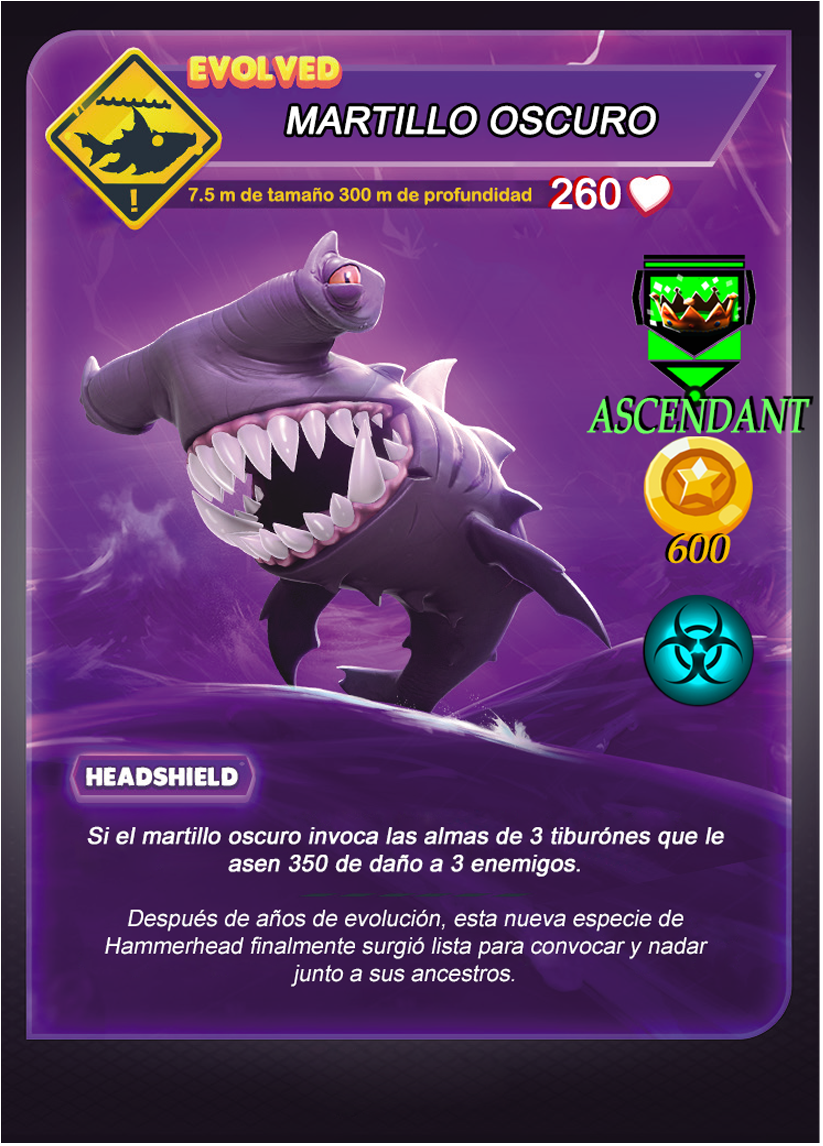 EVOLVED
MARTILLO OSCURO
!
7.5 m de tamaño 300 m de profundidad
260
ASCENDANT
600
HEADSHIELD
Si el martillo oscuro invoca las almas de 3 tiburónes que le
asen 350 de daño a 3 enemigos.
Después de años de evolución, esta nueva especie de
Hammerhead finalmente surgió lista para convocar y nadar
junto a sus ancestros.